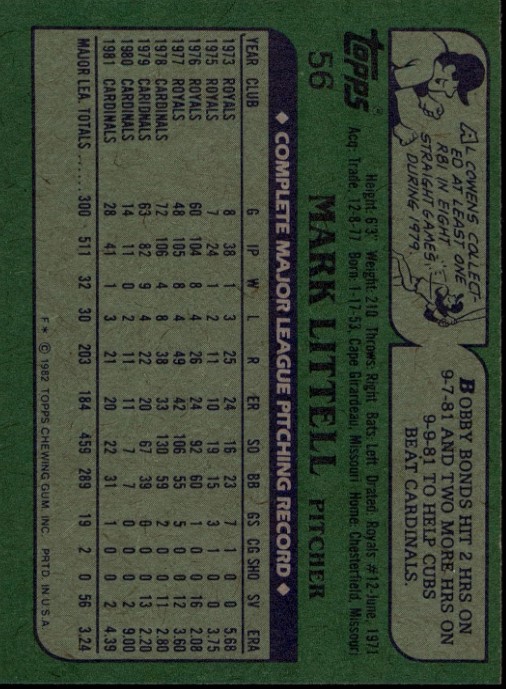 AL COWENS COLLECT-
ED AT LEAST ONE
RBI IN EIGHT
STRAIGHT GAMES
DURING 1979.
BOBBY BONDS HIT 2 HRS ON
9-7-81 AND TWO MORE HRS ON
9-9-81 TO HELP CUBS
BEAT CARDINALS.
Topps®
56
Height: 6'3" Weight: 210 Throws: Right Bats: Left Drafted: Royals #12-June, 1971
Acq: Trade, 12-8-77 Born: 1-17-53, Cape Girardeau, Missouri Home: Chesterfield, Missouri
MARK LITTELL PITCHER
◆ COMPLETE MAJOR LEAGUE PITCHING RECORD ◆
YEAR CLUB G IP W L R ER SO BB GS CG SHO SV ERA
1973 ROYALS 8 38 1 3 25 24 16 23 7 1 0 0 5.68
1975 ROYALS 7 24 1 2 11 10 19 15 3 1 0 0 3.75
1976 ROYALS 60 104 8 4 26 24 92 60 1 0 0 16 2.08
1977 ROYALS 48 105 8 4 49 42 106 55 5 0 0 12 3.60
1978 CARDINALS 72 106 4 8 38 33 130 59 2 0 0 11 2.80
1979 CARDINALS 63 82 9 4 22 20 67 39 0 0 0 13 2.20
1980 CARDINALS 14 11 0 2 11 11 7 7 0 0 0 2 9.00
1981 CARDINALS 28 41 1 3 21 20 22 31 1 0 0 2 4.39
MAJOR LEA. TOTALS ...... 300 511 32 30 203 184 459 289 19 2 0 56 3.24
F* © 1982 TOPPS CHEWING GUM, INC. PRTD. IN U.S.A.